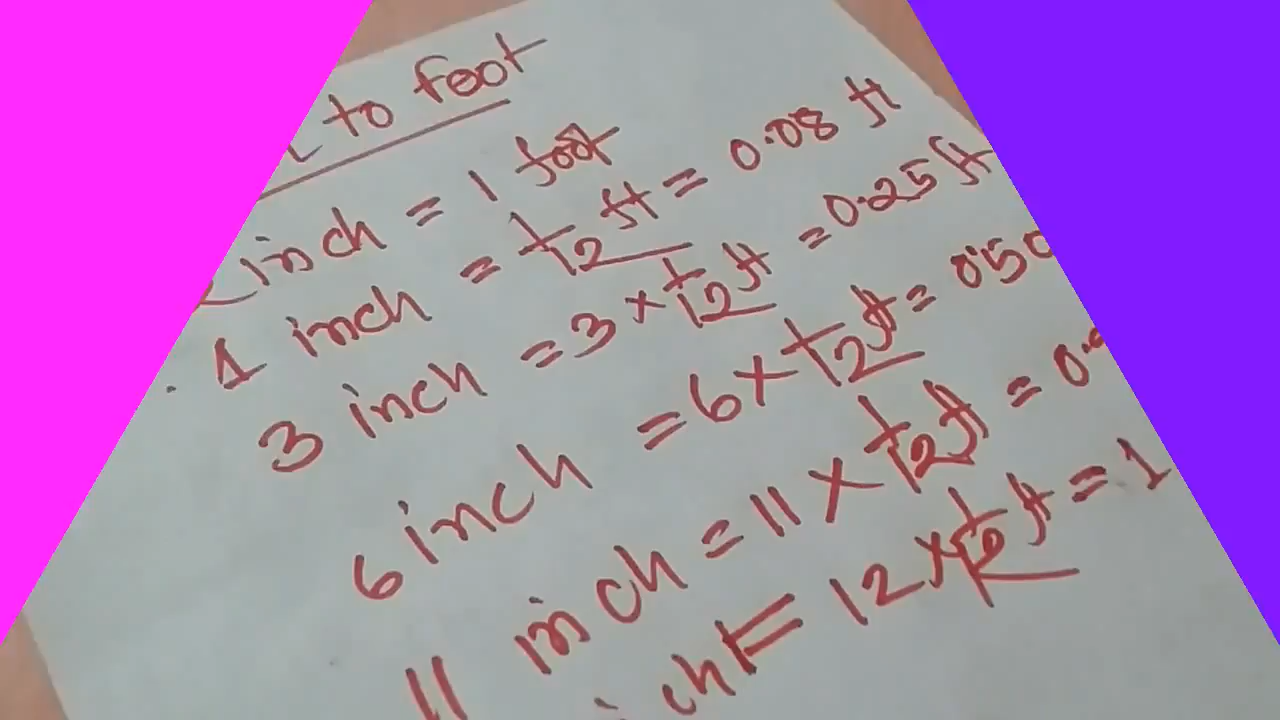 to foot
inch = 1 foot
1 inch = 1/12 ft = 0.08 ft
3 inch = 3 × 1/12 ft = 0.25 ft
6 inch = 6 × 1/12 ft = 0.50
11 inch = 11 × 1/12 ft = 0.
= 12 × 1/12 ft = 1